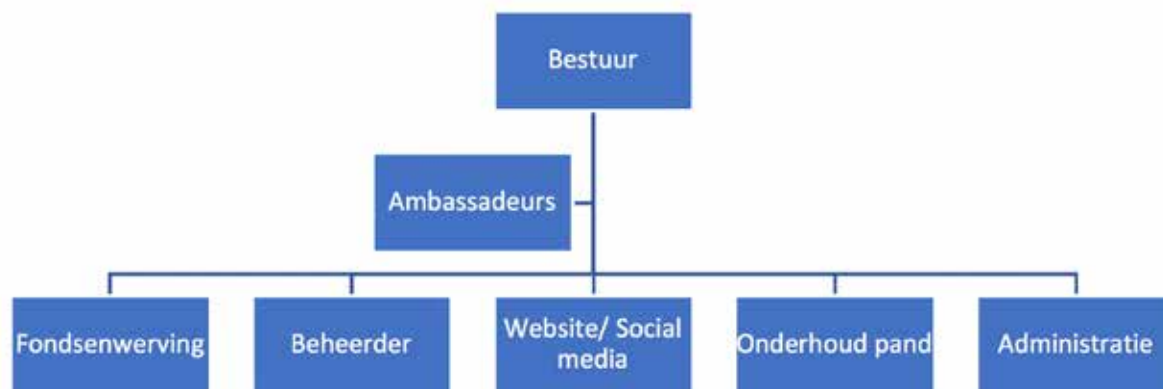 Bestuur
Ambassadeurs
Fondsenwerving
Beheerder
Website/ Social
media
Onderhoud pand
Administratie